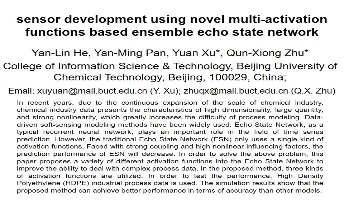 sensor development using novel multi-activation
functions based ensemble echo state network
Yan-Lin He, Yan-Ming Pan, Yuan Xu*, Qun-Xiong Zhu*
College of Information Science & Technology, Beijing University of
Chemical Technology, Beijing, 100029, China;
Email: xuyuan@mail.buct.edu.cn (Y. Xu); zhuqx@mail.buct.edu.cn (Q.X. Zhu)
In recent years, due to the continuous expansion of the scale of chemical industry,
chemical industry data presents the characteristics of high dimensionality, large quantity,
and strong nonlinearity, which greatly increases the difficulty of process modeling. Data-
driven soft-sensing modeling methods have been widely used. Echo State Network, as a
typical recurrent neural network, plays an important role in the field of time series
prediction. However, the traditional Echo State Network (ESN) only uses a single kind of
activation functions. Faced with strong coupling and high nonlinear influencing factors, the
prediction performance of ESN will decrease. In order to solve the above problem, this
paper proposes a variety of different activation functions into the Echo State Network to
improve the ability to deal with complex process data. In the proposed method, three kinds
of activation functions are utilized. In order to test the performance, High Density
Polyethylene (HDPE) industrial process data is used. The simulation results show that the
proposed method can achieve better performance in terms of accuracy than other models.